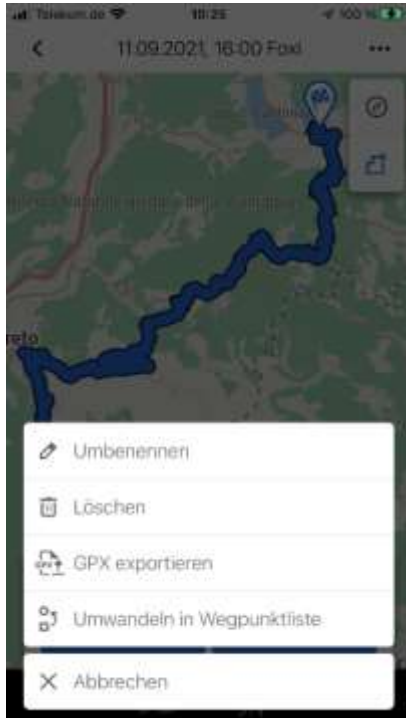 Telekom.de 10:25 100 %
11.09.2021, 16:00 Foxi
reto
Umbenennen
Löschen
GPX exportieren
Umwandeln in Wegpunktliste
Abbrechen